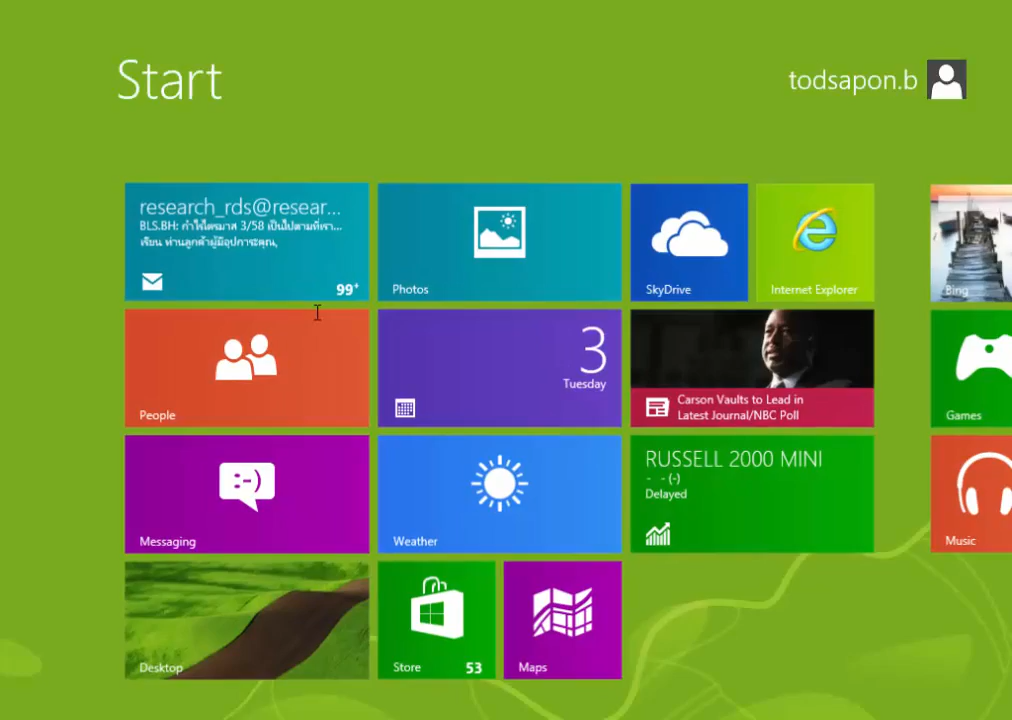 Start
todsapon.b
research_rds@resear...
BLS.BH: กำไรไตรมาส 3/58 เป็นไปตามที่เรา...
เรียน ท่านลูกค้าผู้มีอุปการะคุณ,
99+
Photos
SkyDrive
Internet Explorer
Bing
People
3
Tuesday
Carson Vaults to Lead in
Latest Journal/NBC Poll
Games
Messaging
:-)
Weather
RUSSELL 2000 MINI
- - (-)
Delayed
Music
Desktop
Store
53
Maps